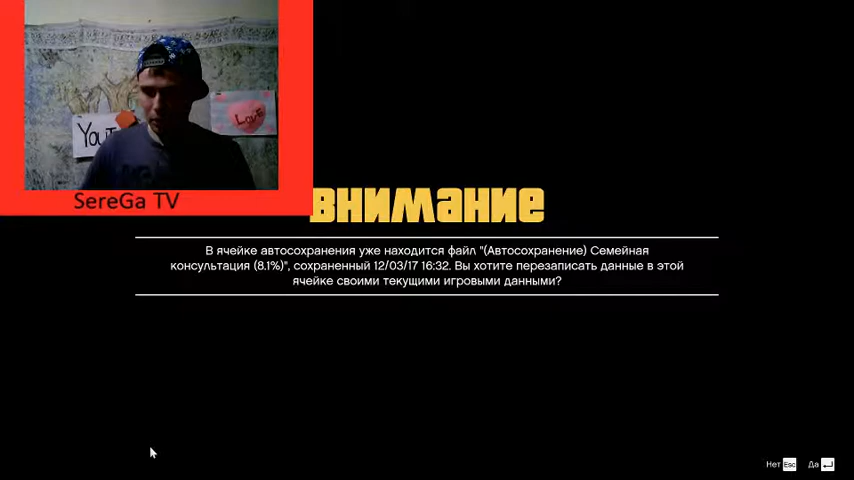 You
LovE
SereGa TV
внимание
В ячейке автосохранения уже находится файл "(Автосохранение) Семейная
консультация (8.1%)", сохраненный 12/03/17 16:32. Вы хотите перезаписать данные в этой
ячейке своими текущими игровыми данными?
Нет Esc Да